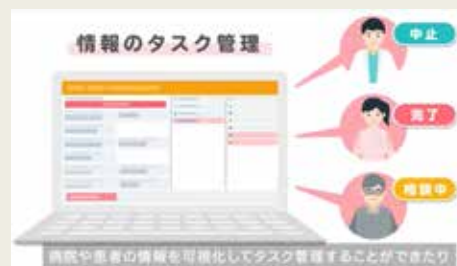 情報のタスク管理
中止
完了
相談中
病院や患者の情報を可視化してタスク管理することができたり